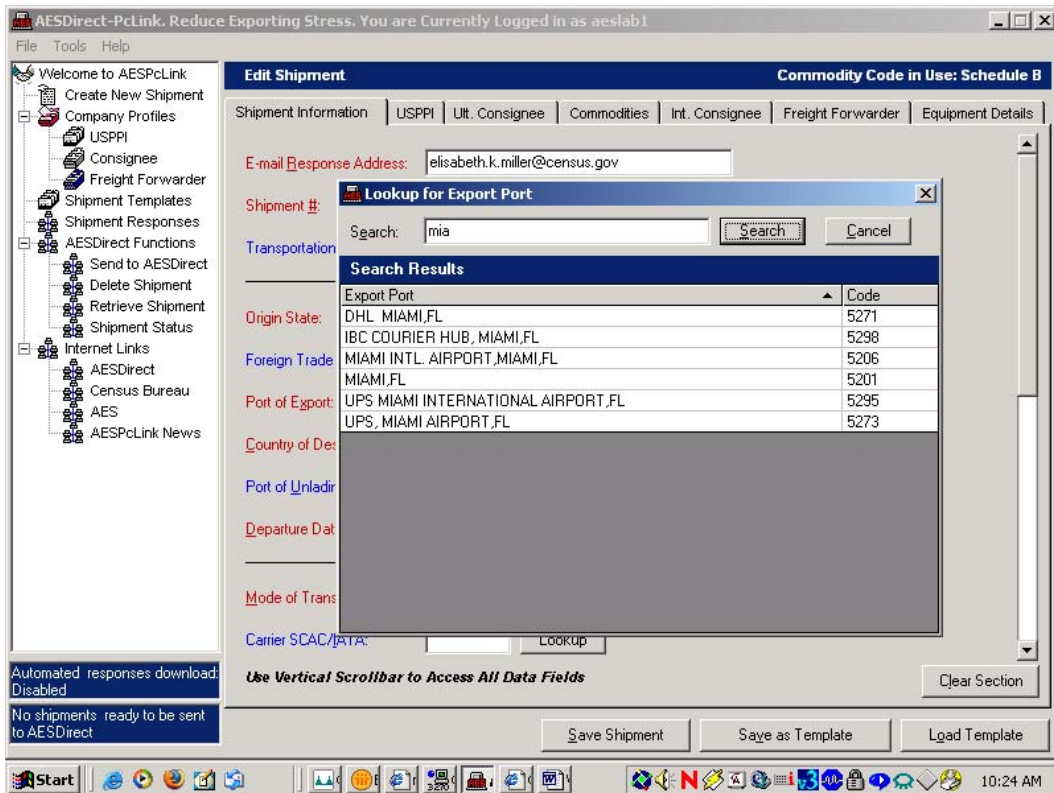 AESDirect-PcLink. Reduce Exporting Stress. You are Currently Logged in as aeslab1
File Tools Help
Welcome to AESPcLink
Create New Shipment
Company Profiles
USPPI
Consignee
Freight Forwarder
Shipment Templates
Shipment Responses
AESDirect Functions
Send to AESDirect
Delete Shipment
Retrieve Shipment
Shipment Status
Internet Links
AESDirect
Census Bureau
AES
AESPcLink News
Automated responses download:
Disabled
No shipments ready to be sent
to AESDirect
Edit Shipment Commodity Code in Use: Schedule B
Shipment Information USPPI Ult. Consignee Commodities Int. Consignee Freight Forwarder Equipment Details
E-mail Response Address: elisabeth.k.miller@census.gov
Shipment #:
Transportation
Origin State:
Foreign Trade
Port of Export:
Country of Des
Port of Unladin
Departure Dat
Mode of Trans
Carrier SCAC/IATA: Lookup
Lookup for Export Port
Search: mia Search Cancel
Search Results
Export Port Code
DHL MIAMI,FL 5271
IBC COURIER HUB, MIAMI,FL 5298
MIAMI INTL. AIRPORT,MIAMI,FL 5206
MIAMI,FL 5201
UPS MIAMI INTERNATIONAL AIRPORT,FL 5295
UPS, MIAMI AIRPORT,FL 5273
Use Vertical Scrollbar to Access All Data Fields Clear Section
Save Shipment Save as Template Load Template
Start 10:24 AM